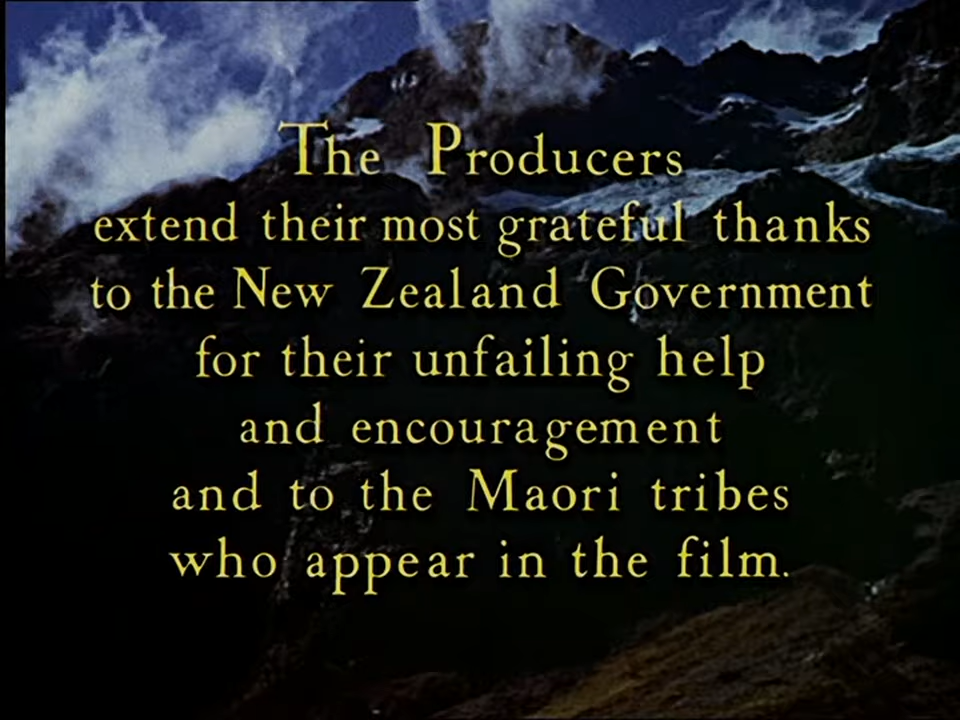 The Producers
extend their most grateful thanks
to the New Zealand Government
for their unfailing help
and encouragement
and to the Maori tribes
who appear in the film.